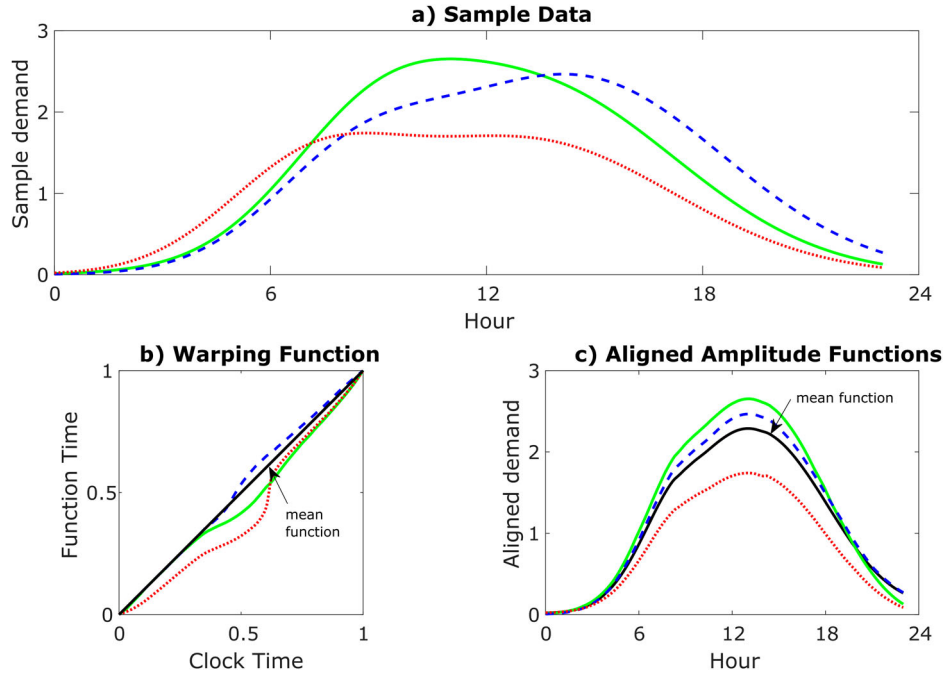 a) Sample Data
3
2
1
0
Sample demand
0
6
12
18
24
Hour
b) Warping Function
1
0.5
0
Function Time
mean
function
0
0.5
1
Clock Time
c) Aligned Amplitude Functions
3
2
1
0
Aligned demand
mean function
0
6
12
18
24
Hour